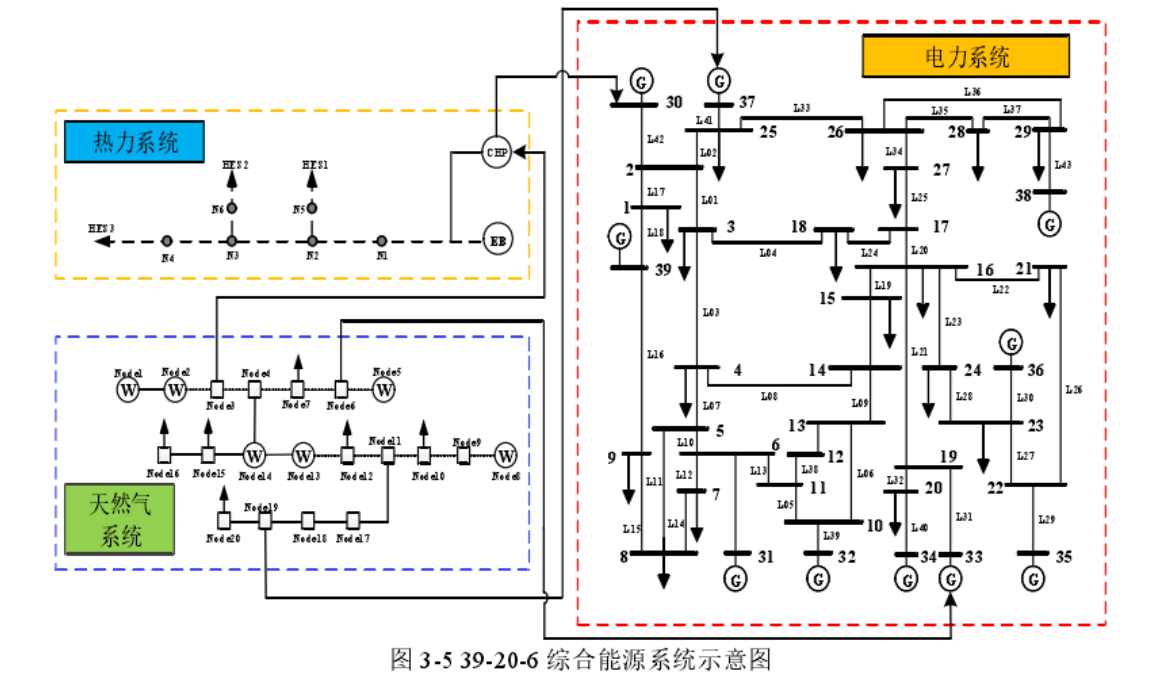 电力系统
G
G
30
37
L36
L33
L35
L37
L41
25
26
28
29
L42
L02
L34
27
L43
2
L17
L01
L25
38
1
G
G
L18
3
18
17
39
L04
L24
L20
16
21
L19
L22
15
L03
L23
L16
L21
G
4
14
24
36
L26
L08
L07
L09
L28
L30
13
5
23
L10
6
9
12
19
L12
L13
L38
L06
L27
L11
7
11
L32
20
22
L05
L15
L14
10
L40
L31
L29
L39
8
31
32
34
33
35
G
G
G
G
G
热力系统
CHP
HES2
HES1
N6
N5
HES3
EB
N4
N3
N2
N1
Node1
Node2
Node4
Node5
W
W
W
Node3
Node7
Node6
Node11
Node9
W
W
W
Node16
Node15
Node14
Node13
Node12
Node10
Node8
天然气
系统
Node19
Node20
Node18
Node17
图 3-5 39-20-6 综合能源系统示意图